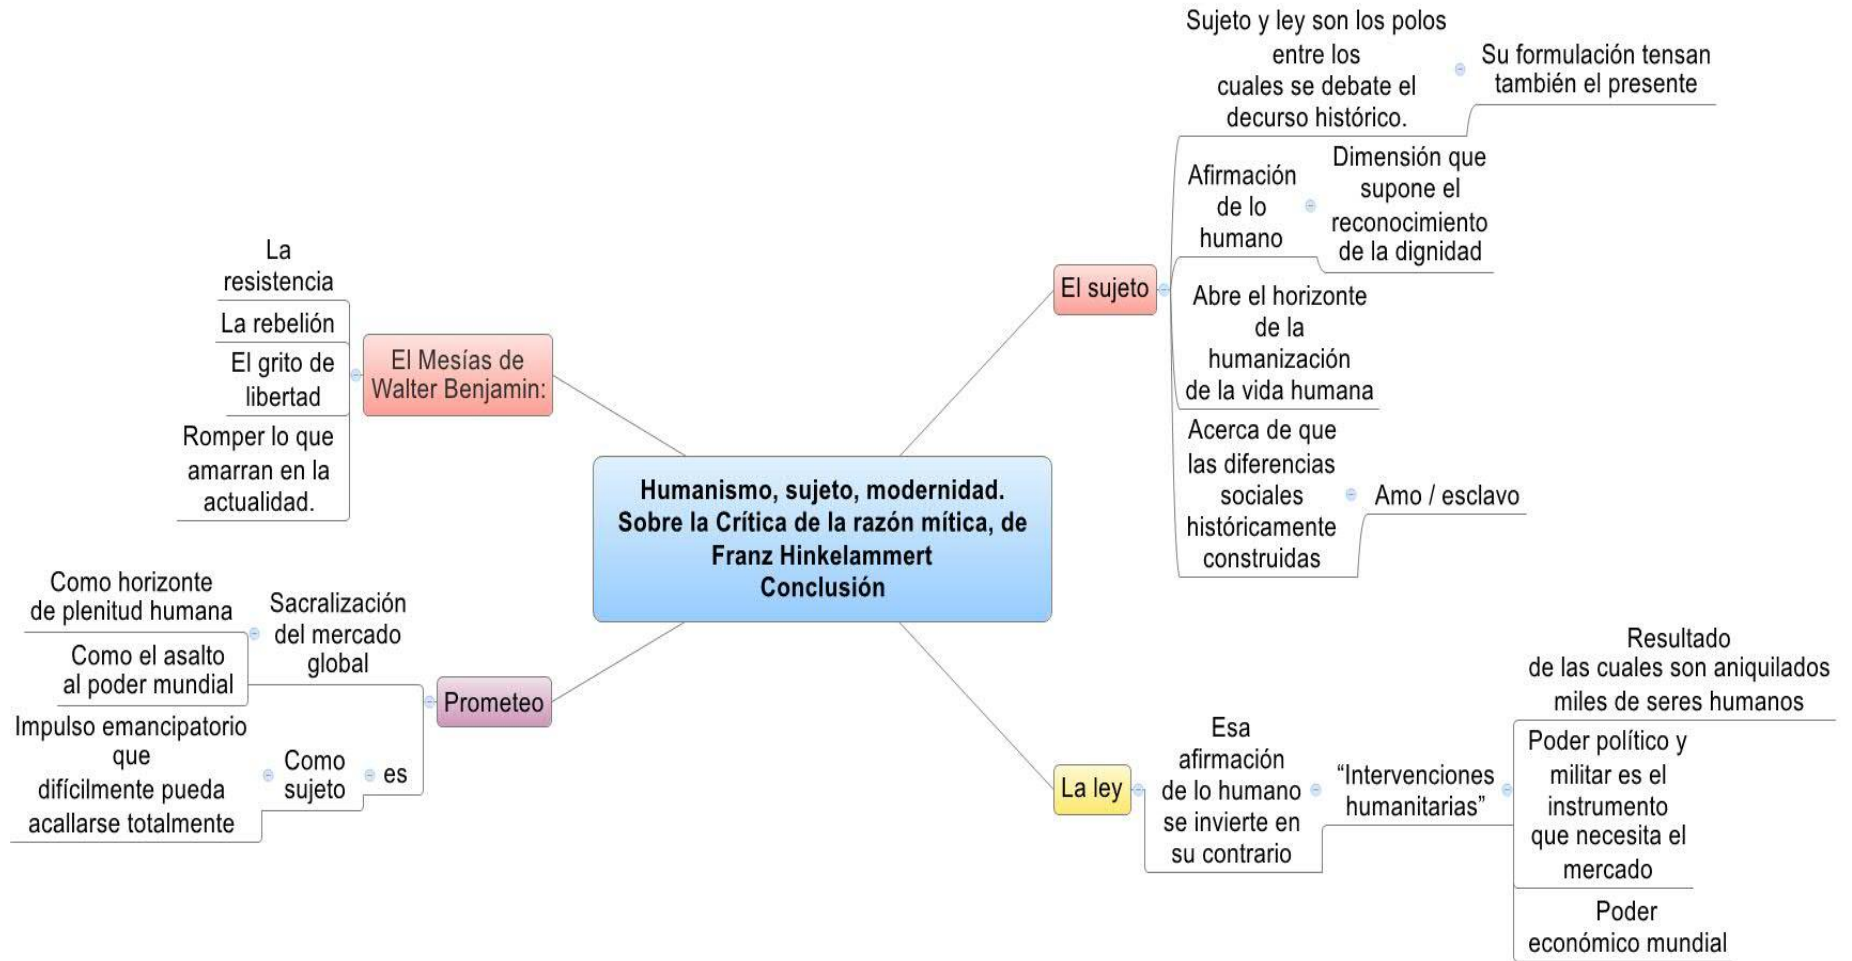 Humanismo, sujeto, modernidad.
Sobre la Crítica de la razón mítica, de
Franz Hinkelammert
Conclusión
El sujeto
Sujeto y ley son los polos
entre los
cuales se debate el
decurso histórico.
Su formulación tensan
también el presente
Afirmación
de lo
humano
Dimensión que
supone el
reconocimiento
de la dignidad
Abre el horizonte
de la
humanización
de la vida humana
Acerca de que
las diferencias
sociales
históricamente
construidas
Amo / esclavo
La ley
Esa
afirmación
de lo humano
se invierte en
su contrario
“Intervenciones
humanitarias”
Resultado
de las cuales son aniquilados
miles de seres humanos
Poder político y
militar es el
instrumento
que necesita el
mercado
Poder
económico mundial
El Mesías de
Walter Benjamin:
La
resistencia
La rebelión
El grito de
libertad
Romper lo que
amarran en la
actualidad.
Prometeo
Sacralización
del mercado
global
Como horizonte
de plenitud humana
Como el asalto
al poder mundial
es
Como
sujeto
Impulso emancipatorio
que
difícilmente pueda
acallarse totalmente